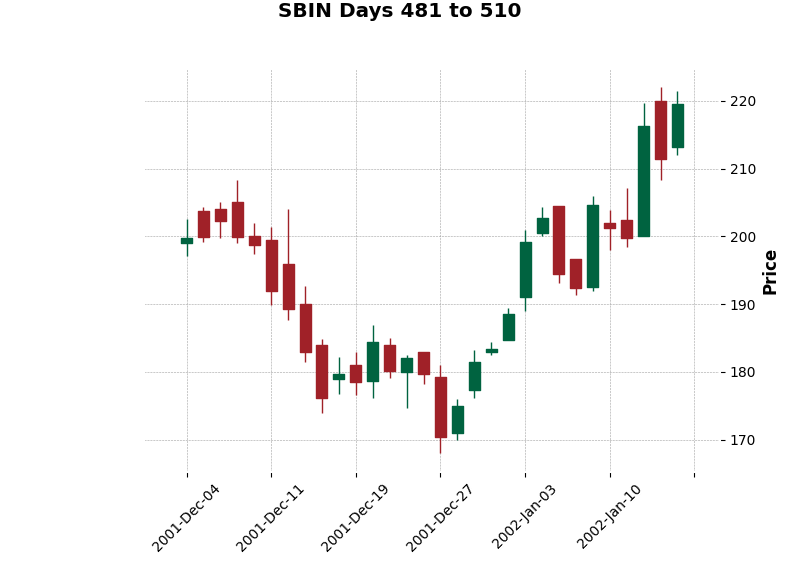 SBIN Days 481 to 510
220
210
200
190
180
170
Price
2001-Dec-04
2001-Dec-11
2001-Dec-19
2001-Dec-27
2002-Jan-03
2002-Jan-10